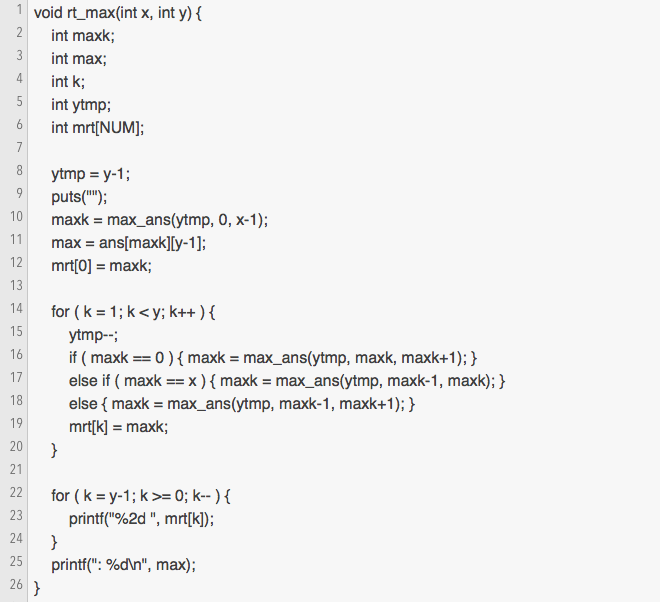 1 void rt_max(int x, int y) {
2 int maxk;
3 int max;
4 int k;
5 int ytmp;
6 int mrt[NUM];
7
8 ytmp = y-1;
9 puts("");
10 maxk = max_ans(ytmp, 0, x-1);
11 max = ans[maxk][y-1];
12 mrt[0] = maxk;
13
14 for ( k = 1; k < y; k++ ) {
15 ytmp--;
16 if ( maxk == 0 ) { maxk = max_ans(ytmp, maxk, maxk+1); }
17 else if ( maxk == x ) { maxk = max_ans(ytmp, maxk-1, maxk); }
18 else { maxk = max_ans(ytmp, maxk-1, maxk+1); }
19 mrt[k] = maxk;
20 }
21
22 for ( k = y-1; k >= 0; k-- ) {
23 printf("%2d ", mrt[k]);
24 }
25 printf(": %d\n", max);
26 }